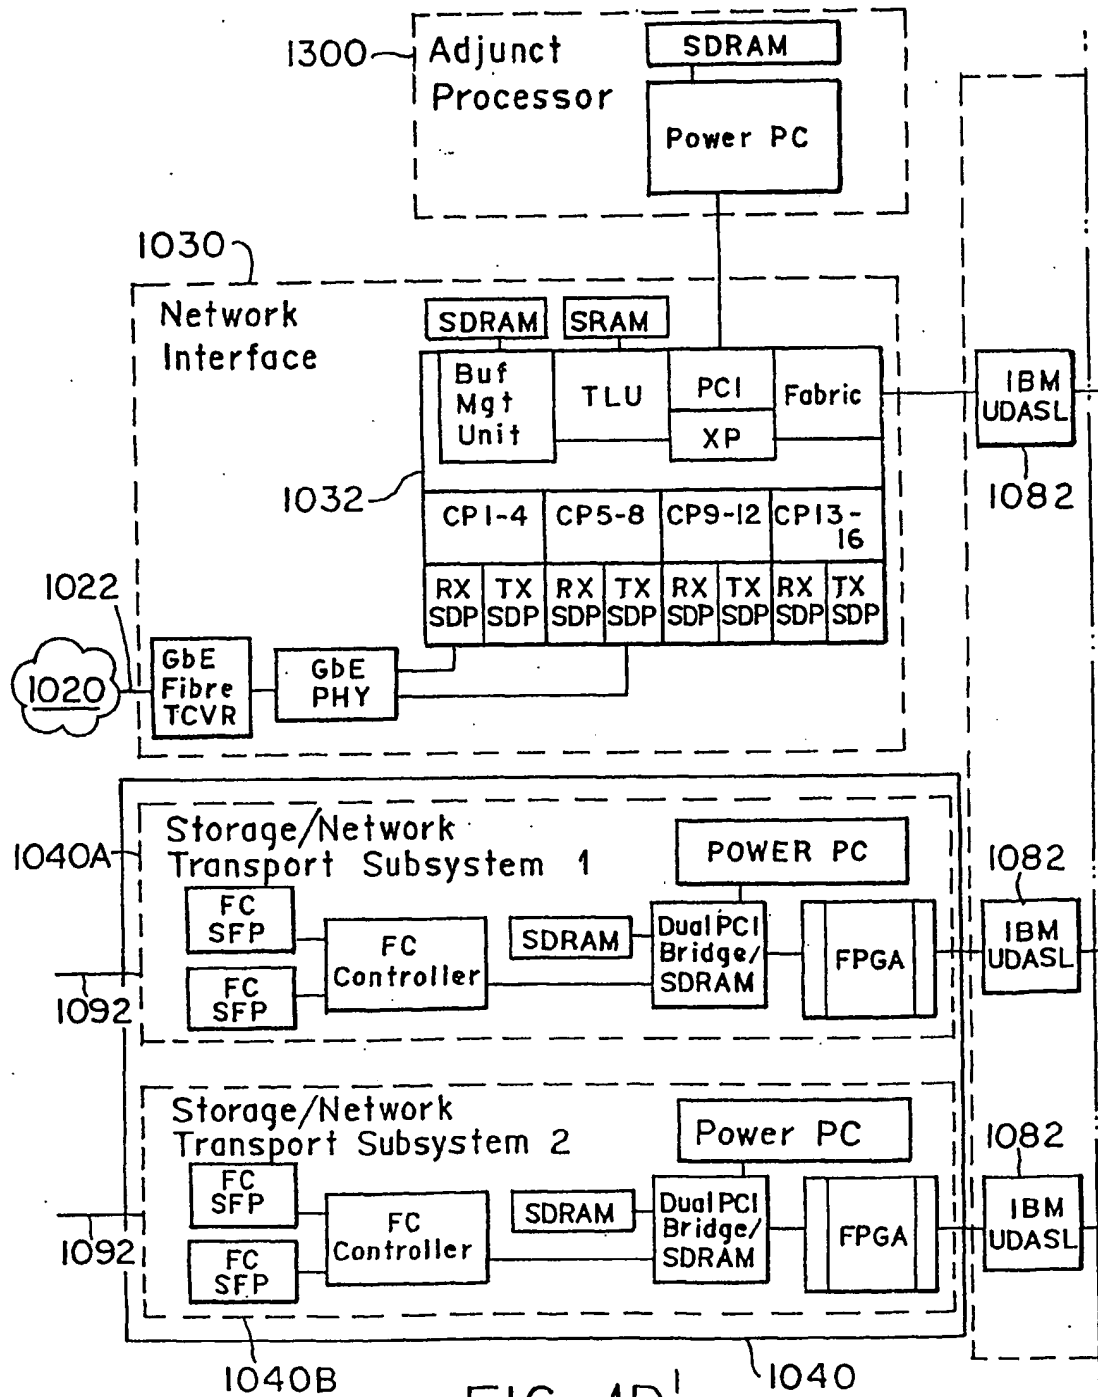 1300
Adjunct
Processor
SDRAM
Power PC
1030
Network
Interface
SDRAM
SRAM
Buf
Mgt
Unit
TLU
PCI
XP
Fabric
IBM
UDASL
1082
1032
CP1-4
CP5-8
CP9-12
CP13-
16
RX
SDP
TX
SDP
RX
SDP
TX
SDP
RX
SDP
TX
SDP
RX
SDP
TX
SDP
1022
1020
GbE
Fibre
TCVR
GbE
PHY
Storage/Network
Transport Subsystem 1
1040A
POWER PC
1082
FC
SFP
FC
SFP
FC
Controller
SDRAM
Dual PCI
Bridge/
SDRAM
FPGA
IBM
UDASL
1092
Storage/Network
Transport Subsystem 2
Power PC
1082
FC
SFP
FC
SFP
FC
Controller
SDRAM
Dual PCI
Bridge/
SDRAM
FPGA
IBM
UDASL
1092
1040B
1040